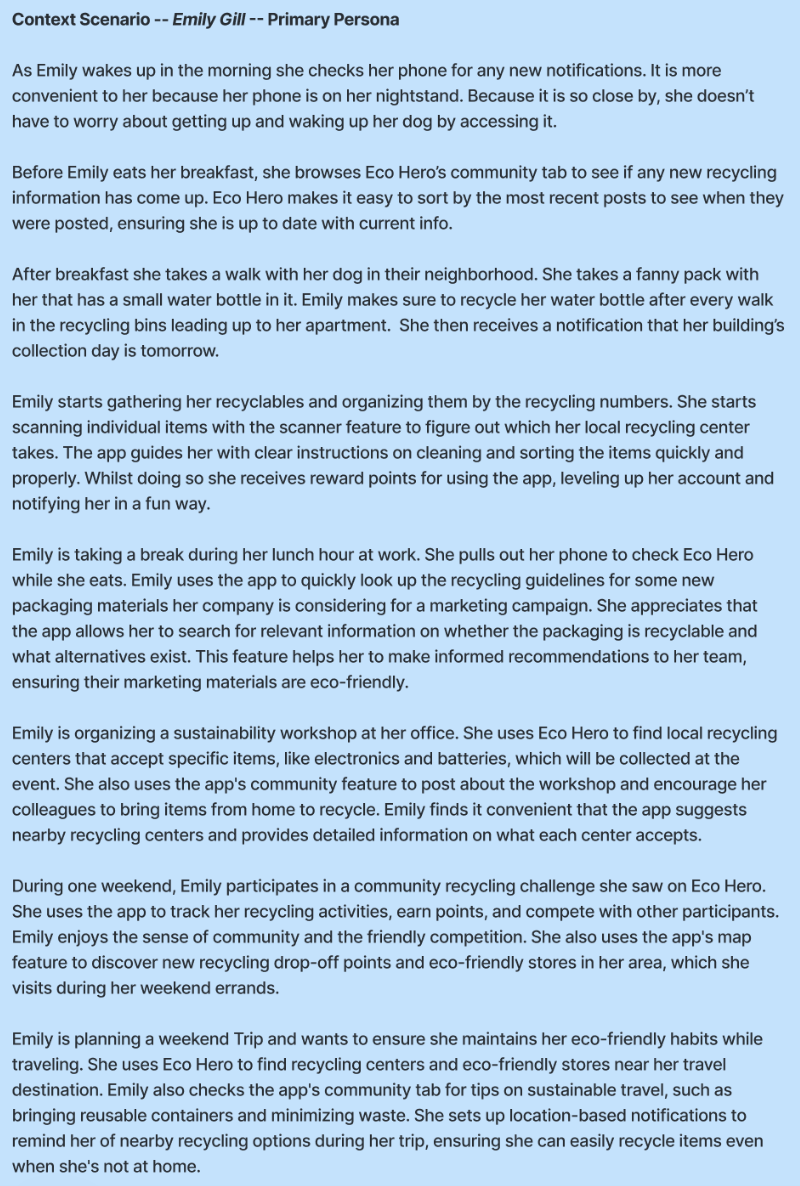 Context Scenario -- Emily Gill -- Primary Persona
As Emily wakes up in the morning she checks her phone for any new notifications. It is more
convenient to her because her phone is on her nightstand. Because it is so close by, she doesn’t
have to worry about getting up and waking up her dog by accessing it.
Before Emily eats her breakfast, she browses Eco Hero’s community tab to see if any new recycling
information has come up. Eco Hero makes it easy to sort by the most recent posts to see when they
were posted, ensuring she is up to date with current info.
After breakfast she takes a walk with her dog in their neighborhood. She takes a fanny pack with
her that has a small water bottle in it. Emily makes sure to recycle her water bottle after every walk
in the recycling bins leading up to her apartment.  She then receives a notification that her building’s
collection day is tomorrow.
Emily starts gathering her recyclables and organizing them by the recycling numbers. She starts
scanning individual items with the scanner feature to figure out which her local recycling center
takes. The app guides her with clear instructions on cleaning and sorting the items quickly and
properly. Whilst doing so she receives reward points for using the app, leveling up her account and
notifying her in a fun way.
Emily is taking a break during her lunch hour at work. She pulls out her phone to check Eco Hero
while she eats. Emily uses the app to quickly look up the recycling guidelines for some new
packaging materials her company is considering for a marketing campaign. She appreciates that
the app allows her to search for relevant information on whether the packaging is recyclable and
what alternatives exist. This feature helps her to make informed recommendations to her team,
ensuring their marketing materials are eco-friendly.
Emily is organizing a sustainability workshop at her office. She uses Eco Hero to find local recycling
centers that accept specific items, like electronics and batteries, which will be collected at the
event. She also uses the app's community feature to post about the workshop and encourage her
colleagues to bring items from home to recycle. Emily finds it convenient that the app suggests
nearby recycling centers and provides detailed information on what each center accepts.
During one weekend, Emily participates in a community recycling challenge she saw on Eco Hero.
She uses the app to track her recycling activities, earn points, and compete with other participants.
Emily enjoys the sense of community and the friendly competition. She also uses the app's map
feature to discover new recycling drop-off points and eco-friendly stores in her area, which she
visits during her weekend errands.
Emily is planning a weekend Trip and wants to ensure she maintains her eco-friendly habits while
traveling. She uses Eco Hero to find recycling centers and eco-friendly stores near her travel
destination. Emily also checks the app's community tab for tips on sustainable travel, such as
bringing reusable containers and minimizing waste. She sets up location-based notifications to
remind her of nearby recycling options during her trip, ensuring she can easily recycle items even
when she's not at home.